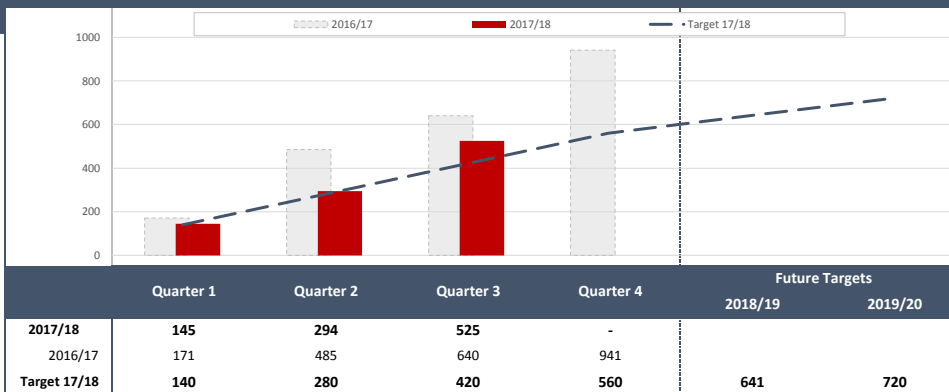 2016/17 2017/18 Target 17/18
1000
800
600
400
200
0
Quarter 1 Quarter 2 Quarter 3 Quarter 4 Future Targets
2018/19 2019/20
2017/18 145 294 525 -
2016/17 171 485 640 941
Target 17/18 140 280 420 560 641 720